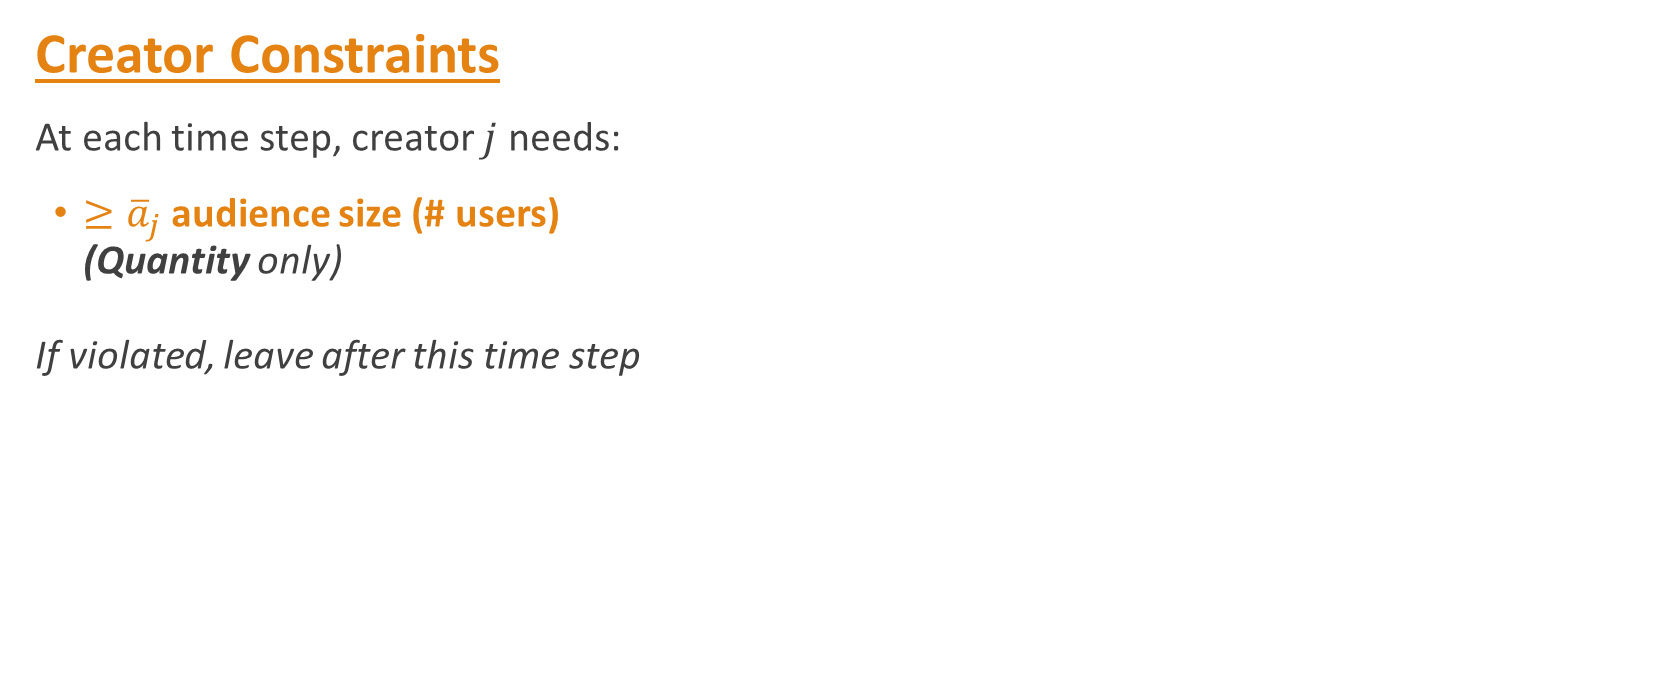 Creator Constraints
At each time step, creator j needs:
• ≥ a̅ⱼ audience size (# users)
(Quantity only)
If violated, leave after this time step